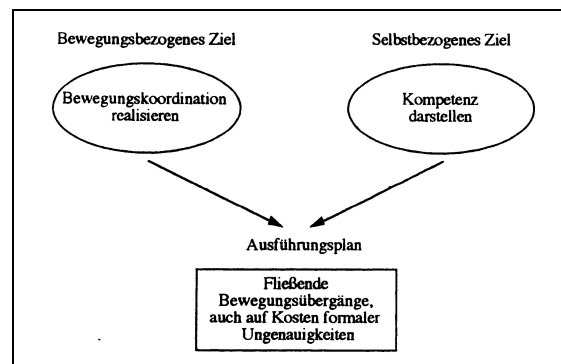 Bewegungsbezogenes Ziel
Selbstbezogenes Ziel
Bewegungskoordination
realisieren
Kompetenz
darstellen
Ausführungsplan
Fließende
Bewegungsübergänge,
auch auf Kosten formaler
Ungenauigkeiten